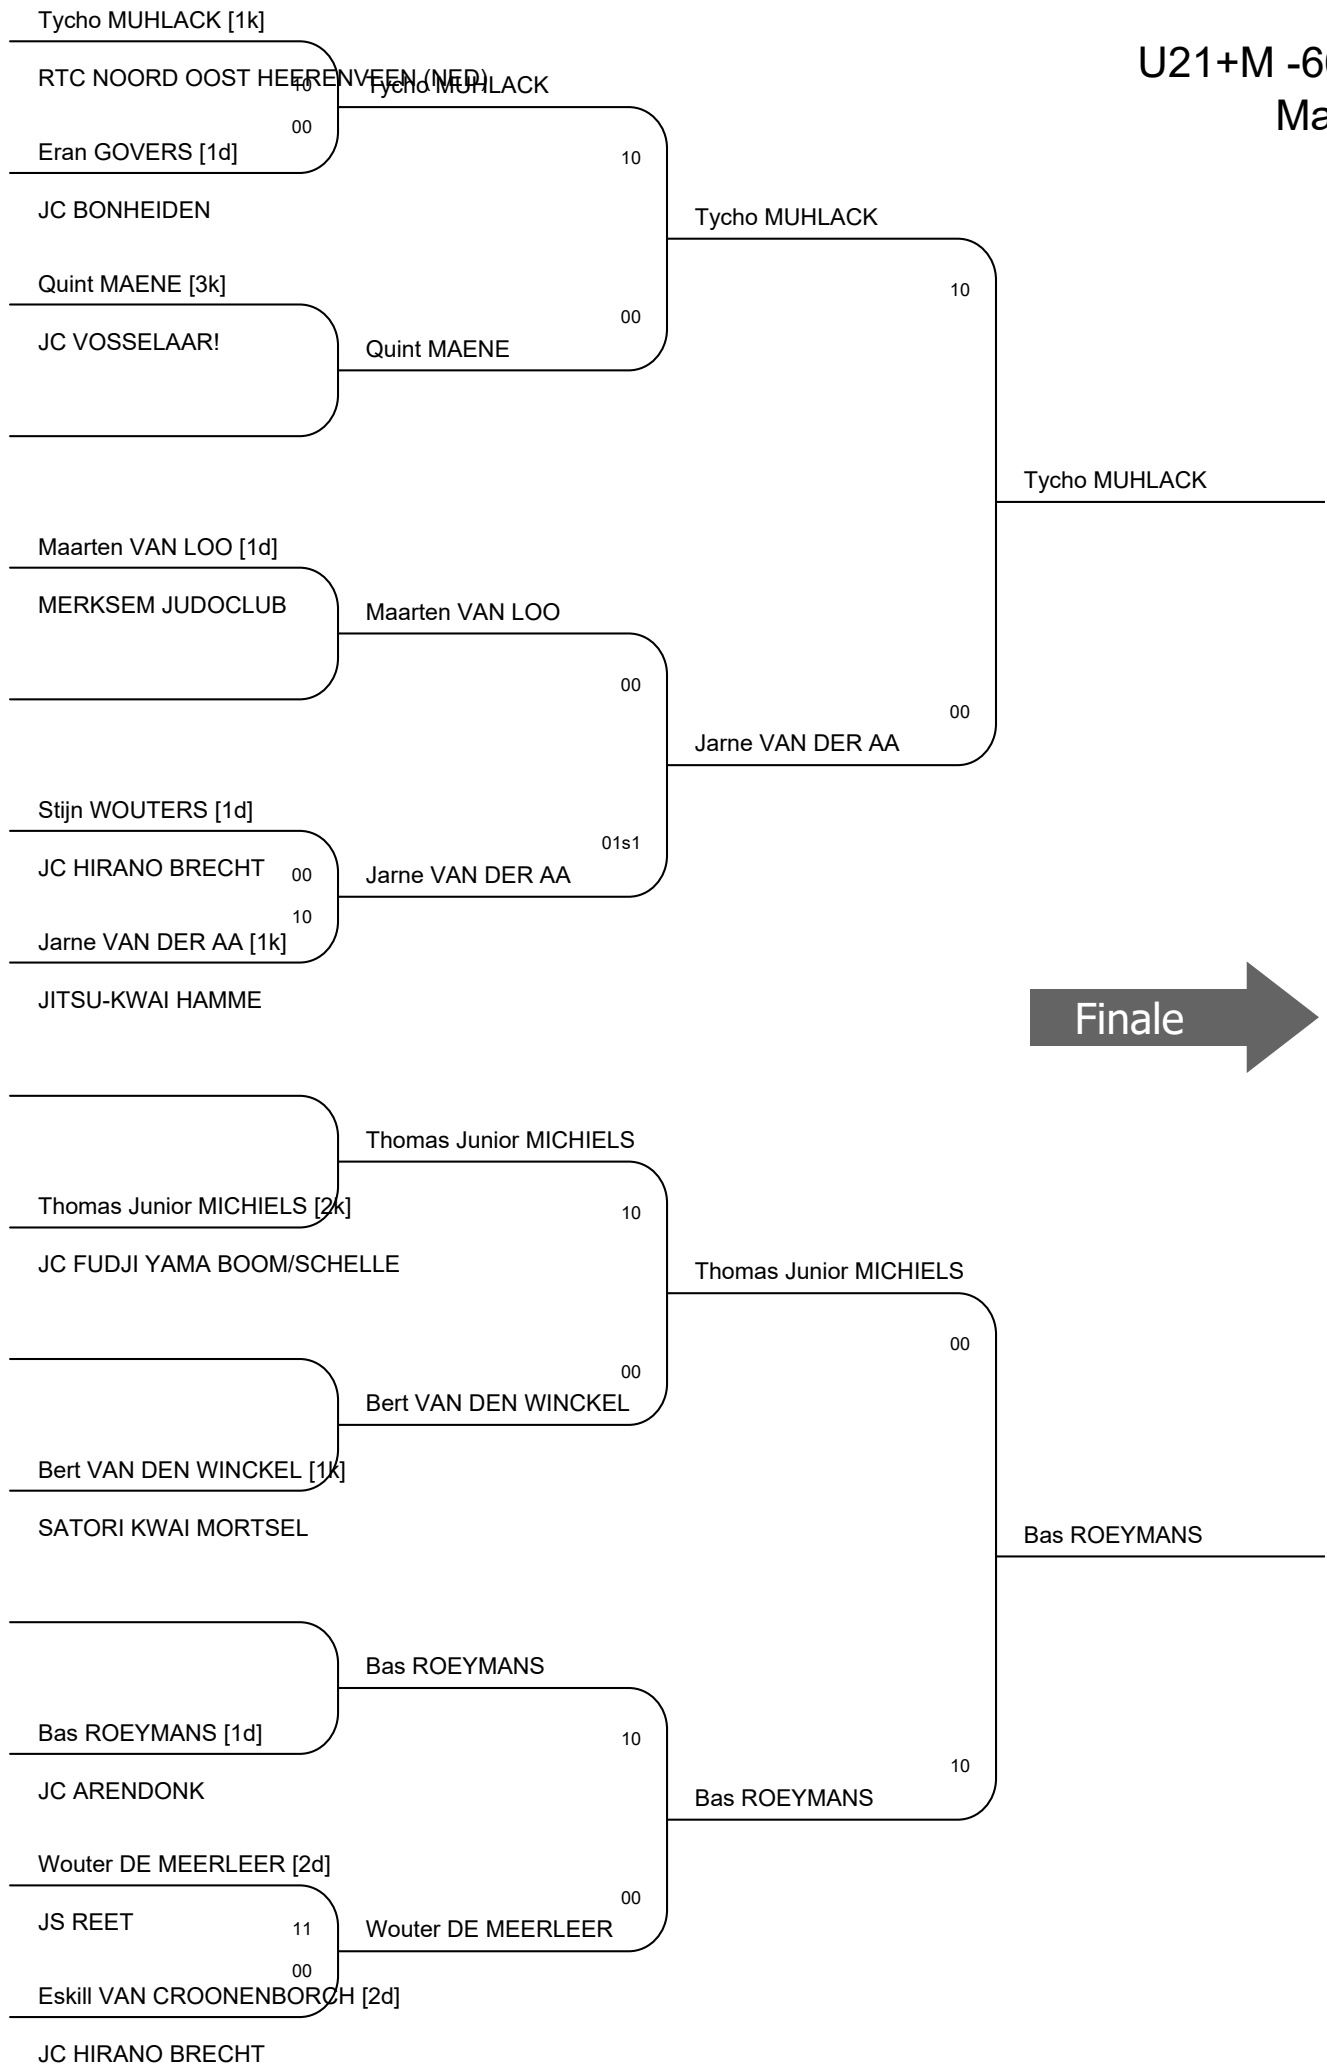 Tycho MUHLACK [1k]
RTC NOORD OOST HEERENVEEN (NED)
10
Tycho MUHLACK
00
Eran GOVERS [1d]
JC BONHEIDEN
U21+M -6
Ma
10
Tycho MUHLACK
Quint MAENE [3k]
JC VOSSELAAR!
Quint MAENE
00
10
Tycho MUHLACK
Maarten VAN LOO [1d]
MERKSEM JUDOCLUB
Maarten VAN LOO
00
00
Jarne VAN DER AA
Stijn WOUTERS [1d]
JC HIRANO BRECHT
00
01s1
Jarne VAN DER AA
10
Jarne VAN DER AA [1k]
JITSU-KWAI HAMME
Finale
Thomas Junior MICHIELS
Thomas Junior MICHIELS [2k]
JC FUDJI YAMA BOOM/SCHELLE
10
Thomas Junior MICHIELS
00
00
Bert VAN DEN WINCKEL
Bert VAN DEN WINCKEL [1k]
SATORI KWAI MORTSEL
Bas ROEYMANS
Bas ROEYMANS
Bas ROEYMANS [1d]
JC ARENDONK
10
10
Bas ROEYMANS
Wouter DE MEERLEER [2d]
JS REET
11
00
Wouter DE MEERLEER
00
Eskill VAN CROONENBORCH [2d]
JC HIRANO BRECHT